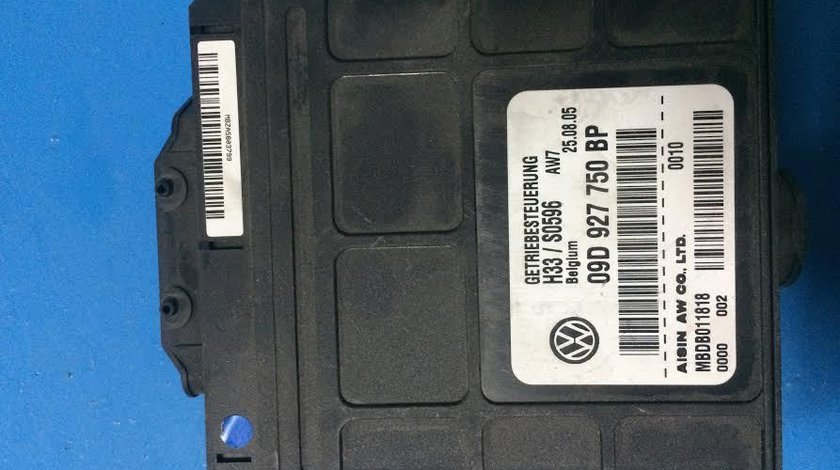 GETRIEBESTEUERUNG
H33 / S0596 AW7
Belgium 25.08.05
09D 927 750 BP
0010
AISIN AW CO., LTD.
MBDB011818
0000 002
MBZA5B03799